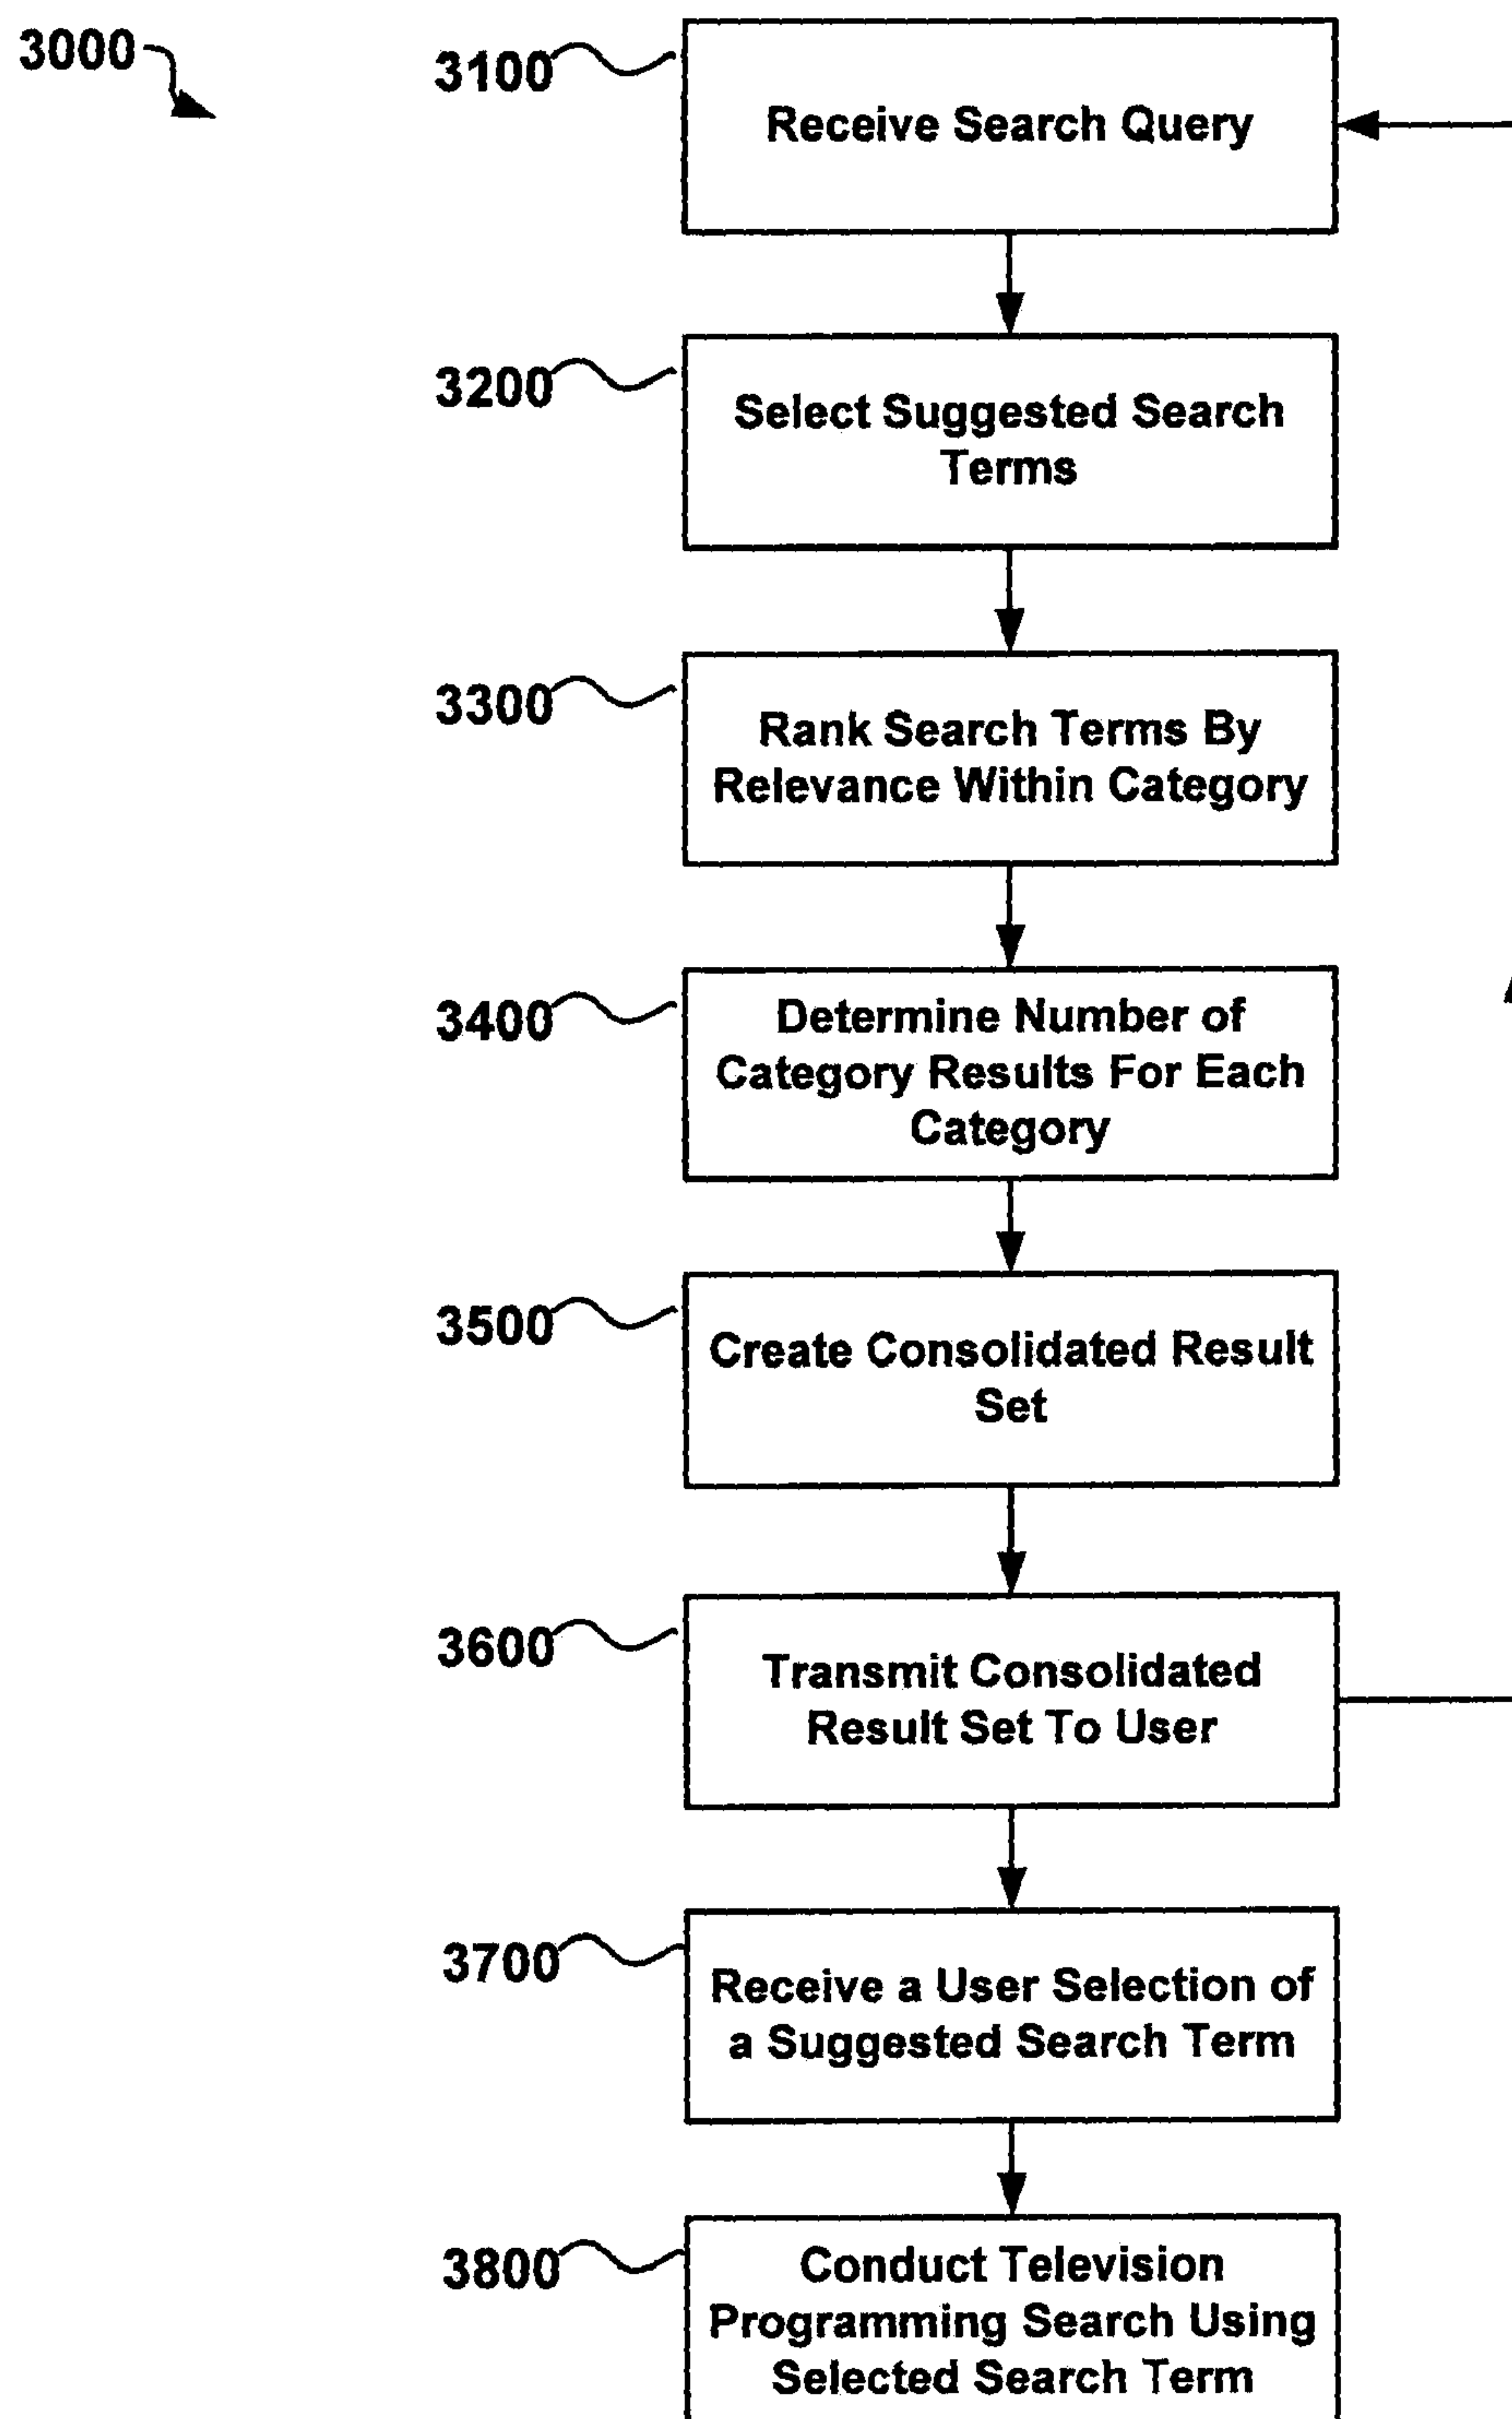 3000
3100
Receive Search Query
3200
Select Suggested Search
Terms
3300
Rank Search Terms By
Relevance Within Category
3400
Determine Number of
Category Results For Each
Category
3500
Create Consolidated Result
Set
3600
Transmit Consolidated
Result Set To User
3700
Receive a User Selection of
a Suggested Search Term
3800
Conduct Television
Programming Search Using
Selected Search Term